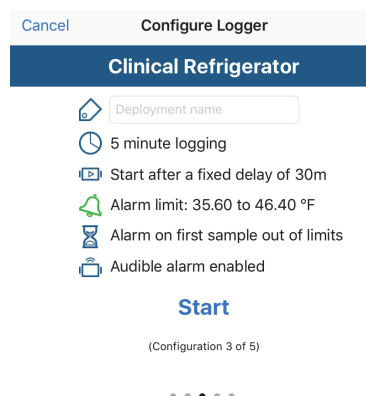 Cancel Configure Logger
Clinical Refrigerator
Deployment name
5 minute logging
Start after a fixed delay of 30m
Alarm limit: 35.60 to 46.40 °F
Alarm on first sample out of limits
Audible alarm enabled
Start
(Configuration 3 of 5)